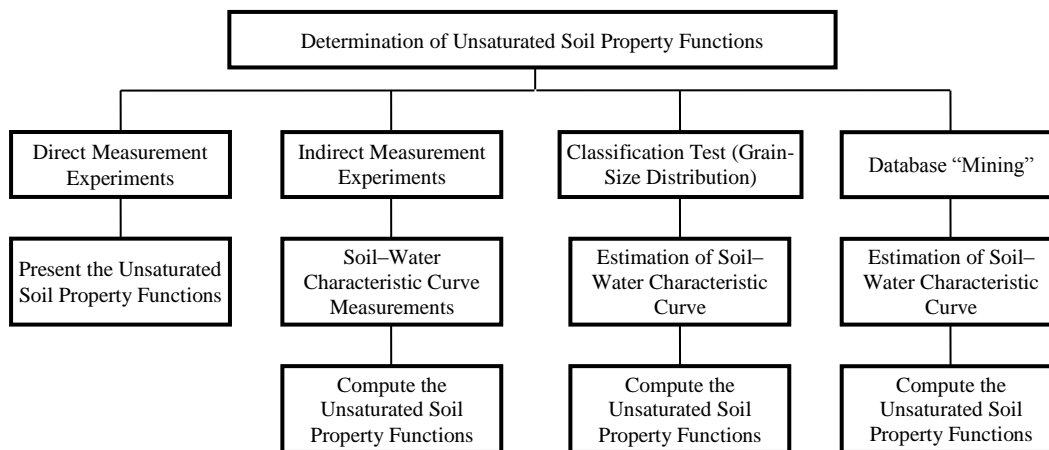 Determination of Unsaturated Soil Property Functions
Direct Measurement
Experiments
Indirect Measurement
Experiments
Classification Test (Grain-
Size Distribution)
Database “Mining”
Present the Unsaturated
Soil Property Functions
Soil–Water
Characteristic Curve
Measurements
Estimation of Soil–
Water Characteristic
Curve
Estimation of Soil–
Water Characteristic
Curve
Compute the
Unsaturated Soil
Property Functions
Compute the
Unsaturated Soil
Property Functions
Compute the
Unsaturated Soil
Property Functions